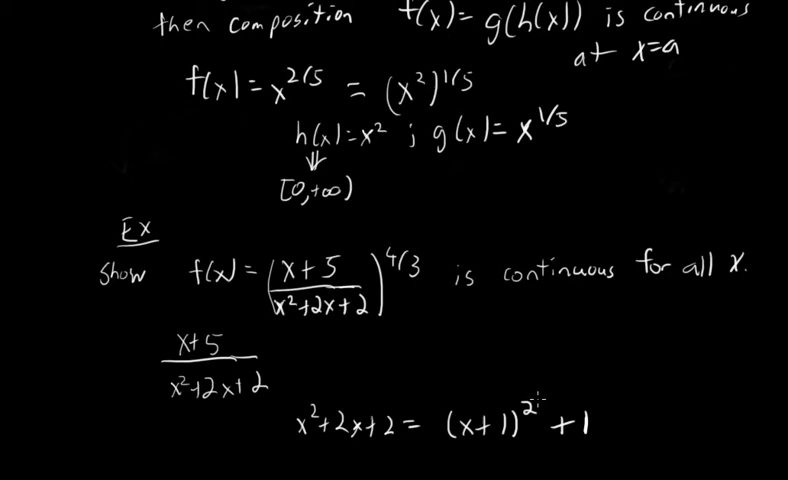 then composition f(x)= g(h(x)) is continuous
at x=a
f(x)= x^{2/5} = (x^2)^{1/5}
h(x)=x^2 ; g(x)= x^{1/5}
⇓
[0,+∞)
Ex
Show f(x) = ((x+5)/(x^2+2x+2))^{4/3} is continuous for all x.
x+5
x^2+2x+2
x^2+2x+2 = (x+1)^2 +1